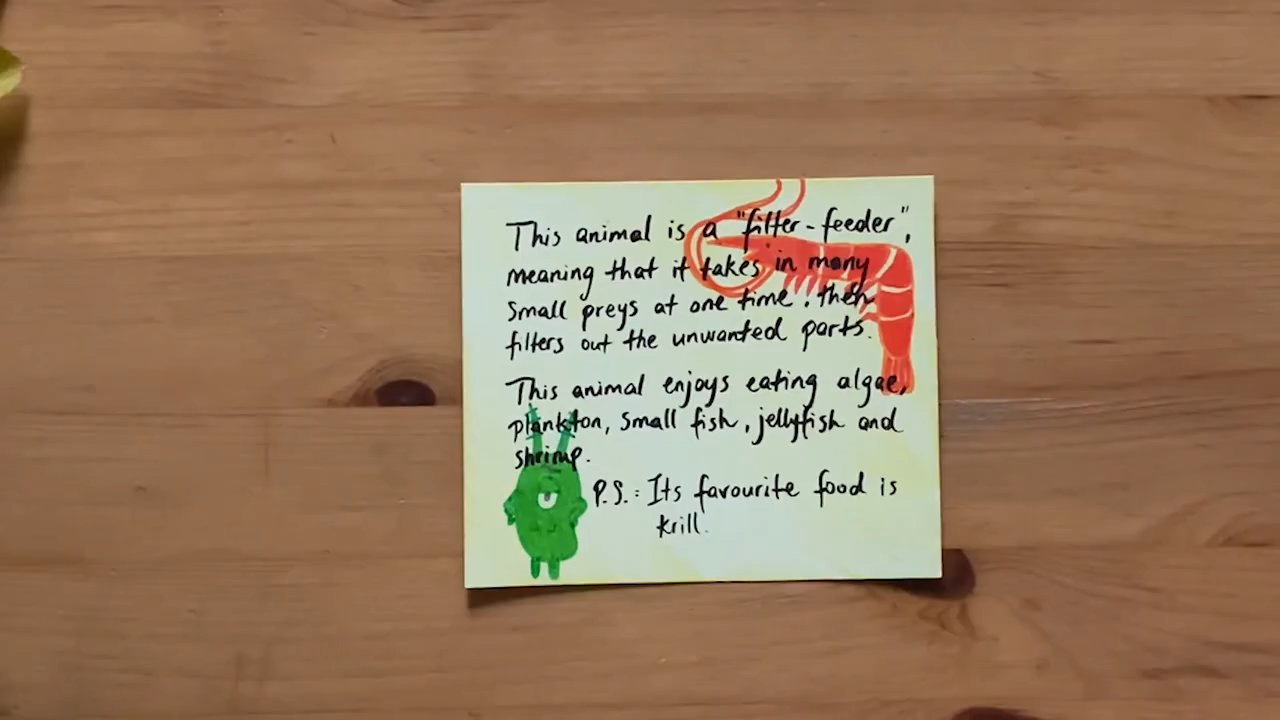 This animal is a "filter-feeder",
meaning that it takes in many
small preys at one time, then
filters out the unwanted parts.
This animal enjoys eating algae,
plankton, small fish, jellyfish and
shrimp.
P.S.: Its favourite food is
krill.